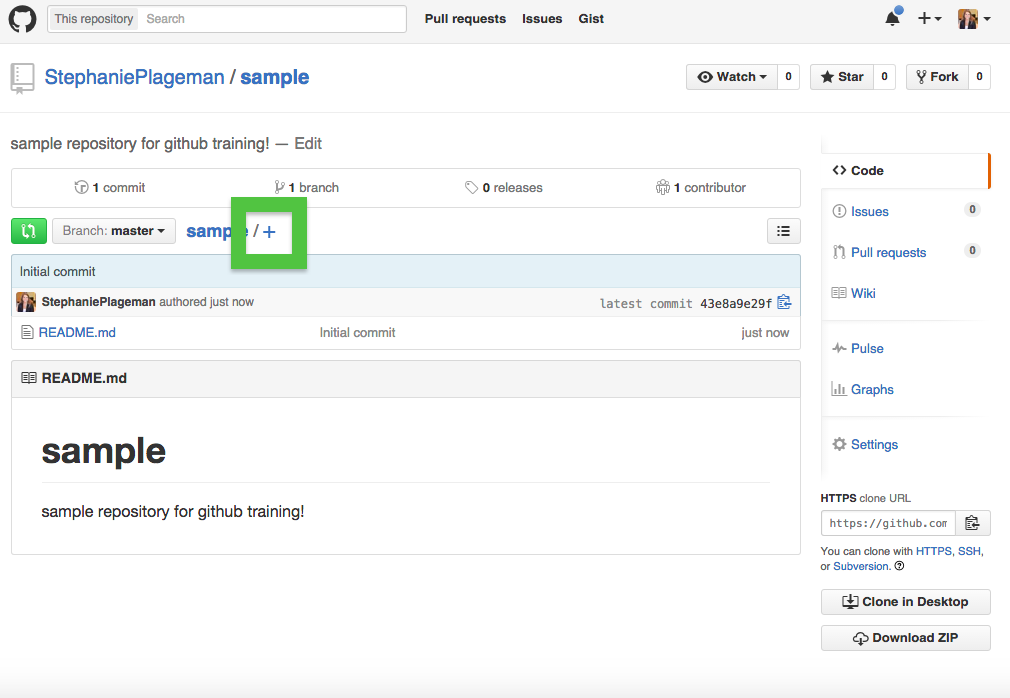 This repository Search Pull requests Issues Gist
StephaniePlageman / sample Watch 0 Star 0 Fork 0
sample repository for github training! — Edit
1 commit 1 branch 0 releases 1 contributor
Branch: master sample / +
Initial commit
StephaniePlageman authored just now latest commit 43e8a9e29f
README.md Initial commit just now
README.md
sample
sample repository for github training!
Code
Issues 0
Pull requests 0
Wiki
Pulse
Graphs
Settings
HTTPS clone URL
https://github.com
You can clone with HTTPS, SSH,
or Subversion.
Clone in Desktop
Download ZIP